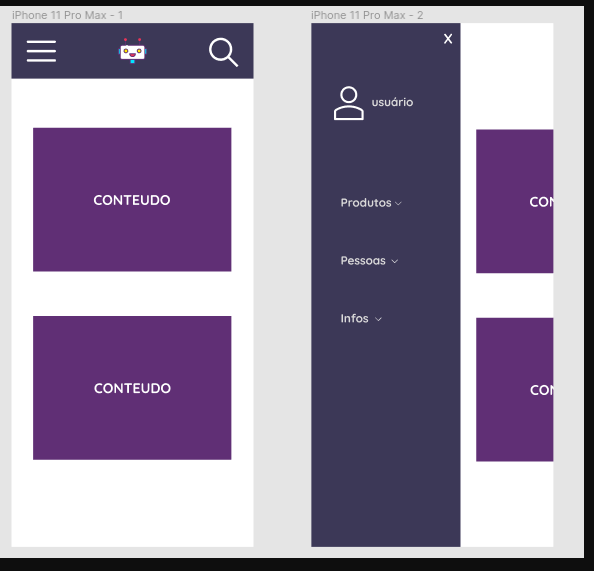 iPhone 11 Pro Max - 1
CONTEUDO
CONTEUDO
iPhone 11 Pro Max - 2
X
usuário
Produtos
Pessoas
Infos
CON
CON